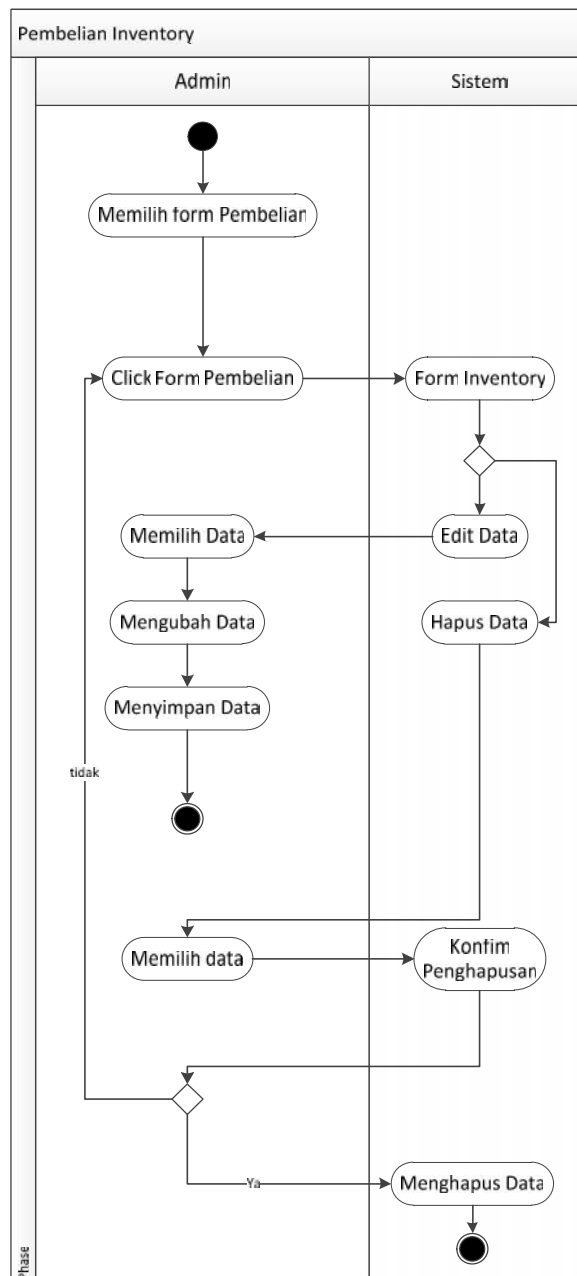 Pembelian Inventory
Admin
Sistem
Memilih form Pembelian
Click Form Pembelian
Form Inventory
Memilih Data
Edit Data
Mengubah Data
Hapus Data
Menyimpan Data
tidak
Memilih data
Konfim
Penghapusan
Ya
Menghapus Data
Phase